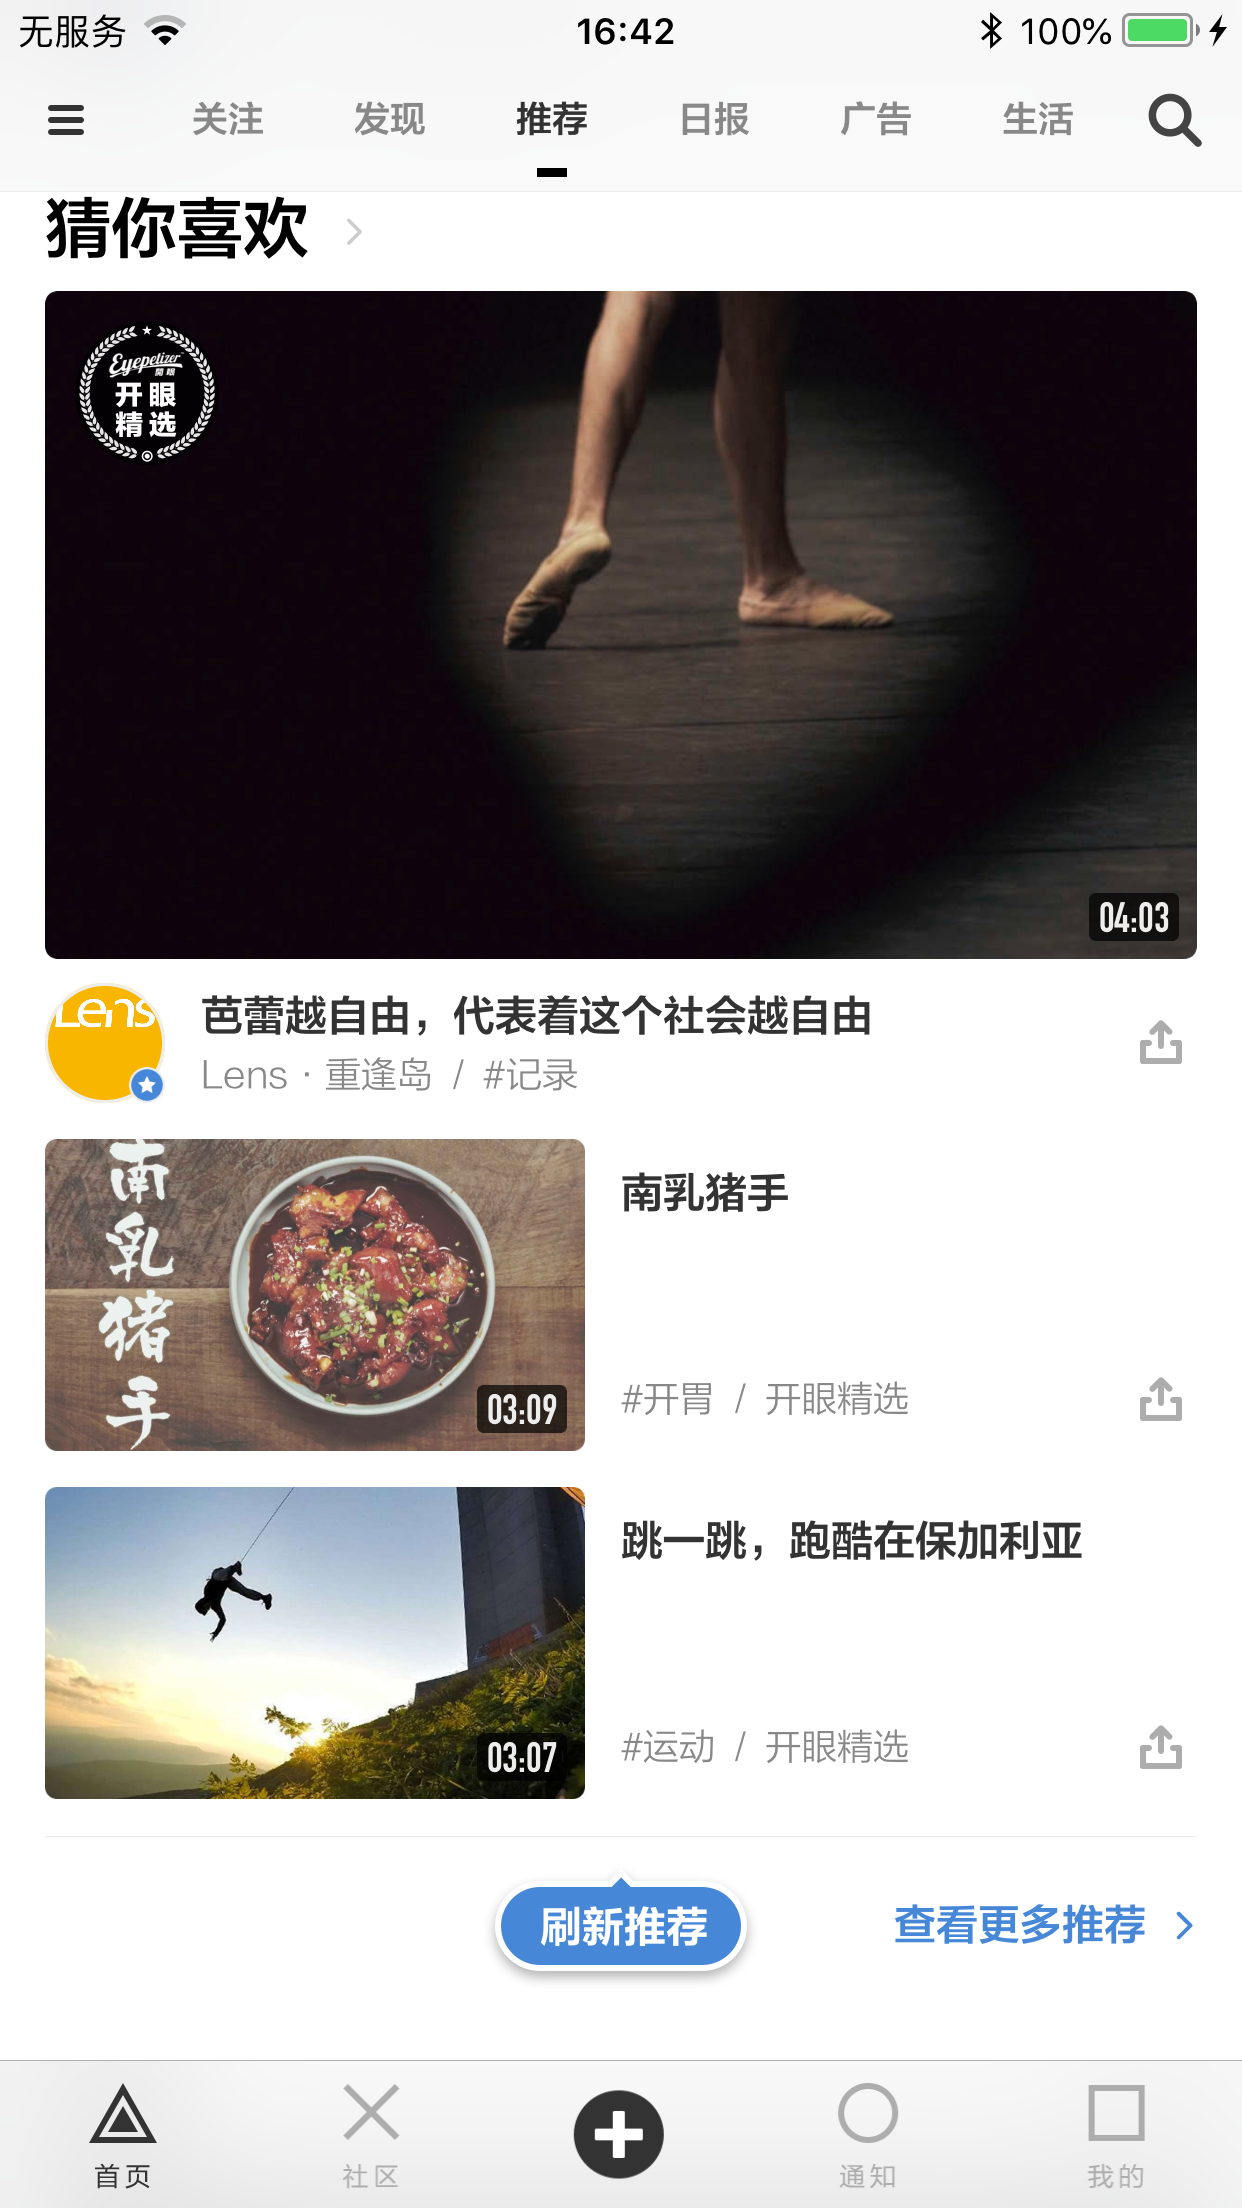 无服务
16:42
100%
关注 发现 推荐 日报 广告 生活
猜你喜欢
Eyepetizer
開眼
开眼
精选
04:03
Lens
芭蕾越自由，代表着这个社会越自由
Lens · 重逢岛 / #记录
南乳猪手
03:09
南乳猪手
#开胃 / 开眼精选
03:07
跳一跳，跑酷在保加利亚
#运动 / 开眼精选
刷新推荐
查看更多推荐
首页 社区 通知 我的